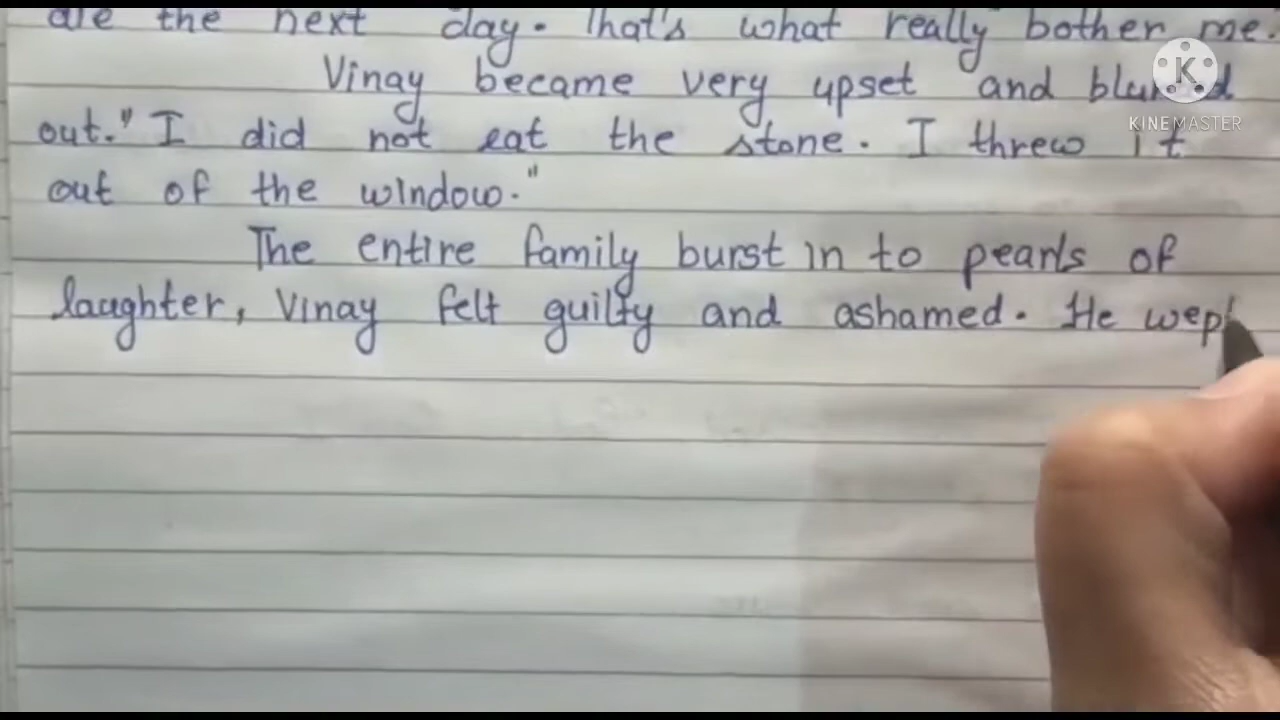 the next day. That's what really bother me.
Vinay became very upset and
out." I did not eat the stone. I threw it
out of the window."
The entire family burst in to pearls of
laughter, Vinay felt guilty and ashamed. He wept
K
KINEMASTER